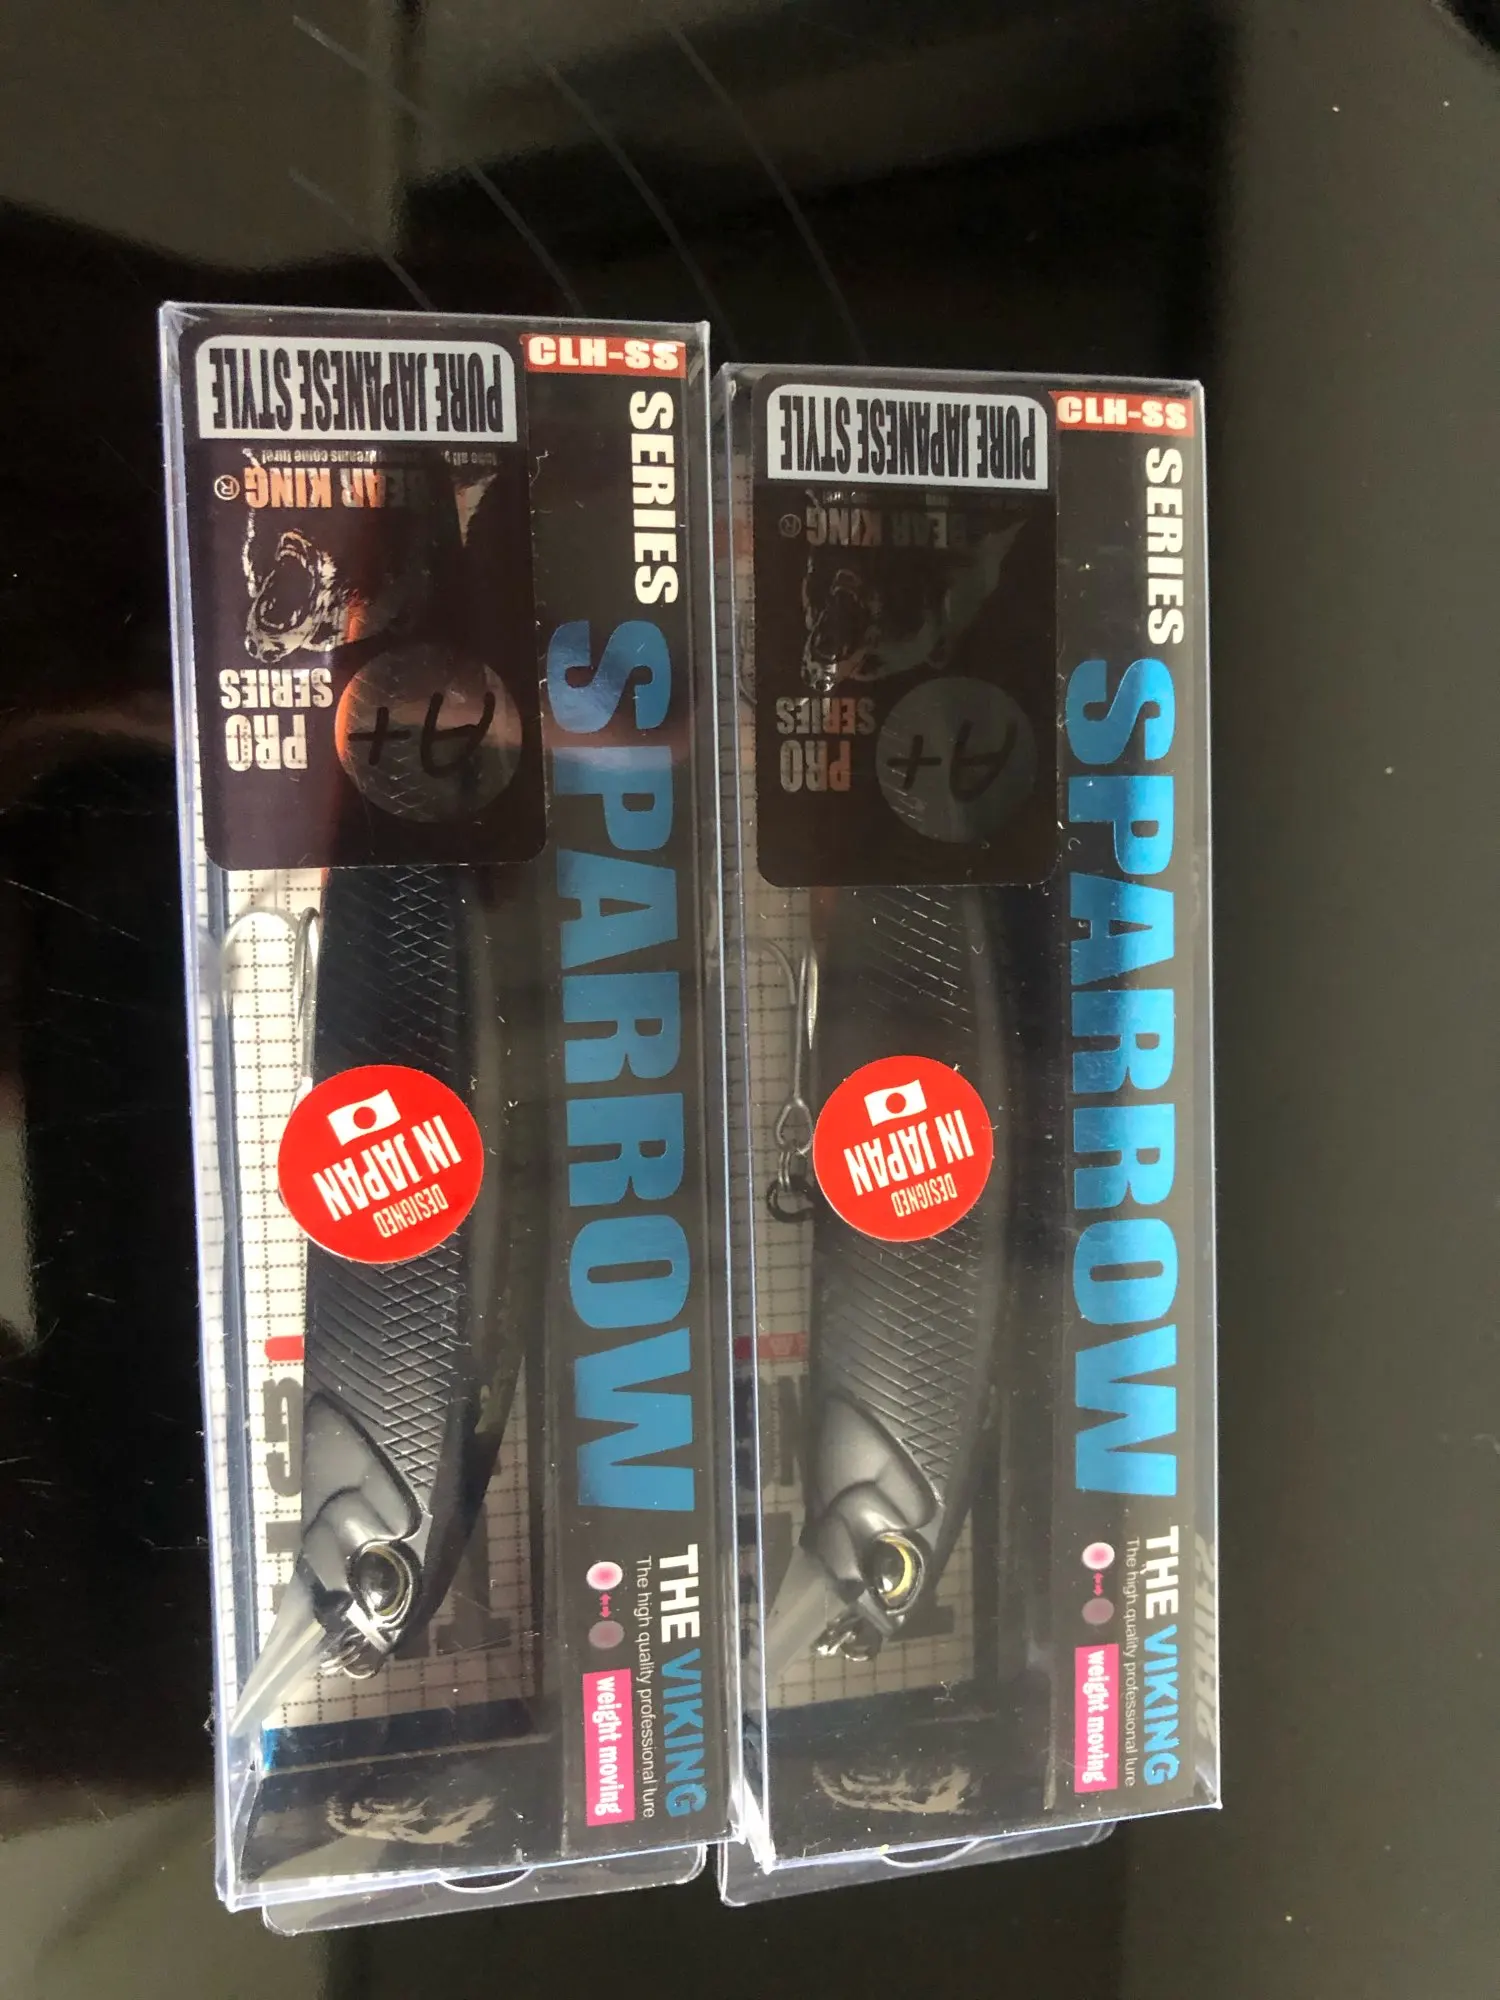 CLH-SS
SERIES SPARROW THE VIKING
The high quality professional lure
weight moving
PURE JAPANESE STYLE
BEAR KING®
PRO
SERIES
A+
DESIGNED
IN JAPAN
CLH-SS
SERIES SPARROW THE VIKING
The high quality professional lure
weight moving
PURE JAPANESE STYLE
BEAR KING®
PRO
SERIES
A+
DESIGNED
IN JAPAN